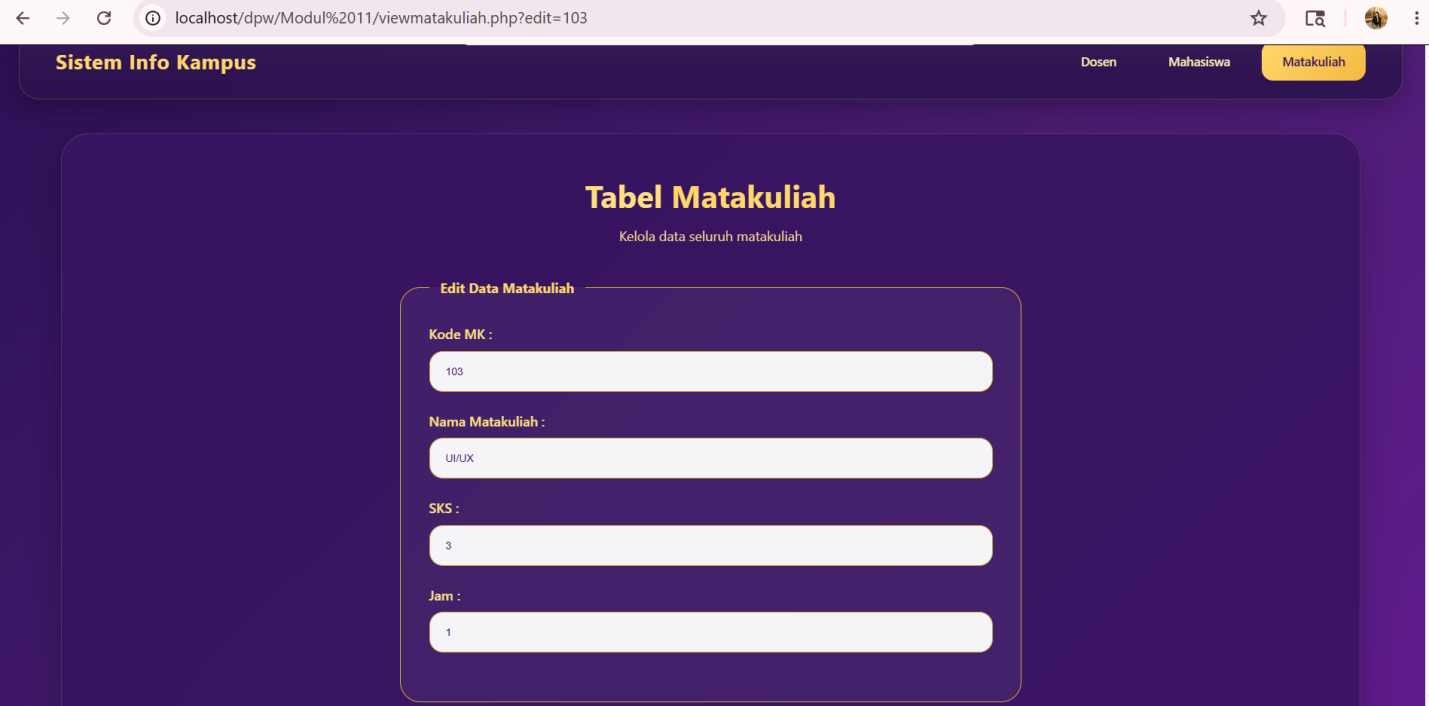 localhost/dpw/Modul%2011/viewmatakuliah.php?edit=103
Sistem Info Kampus
Dosen
Mahasiswa
Matakuliah
Tabel Matakuliah
Kelola data seluruh matakuliah
Edit Data Matakuliah
Kode MK :
103
Nama Matakuliah :
UI/UX
SKS :
3
Jam :
1